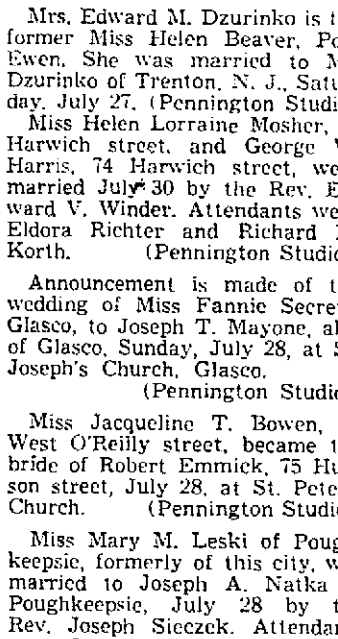 Mrs. Edward M. Dzurinko is t
former Miss Helen Beaver, Po
Ewen. She was married to M
Dzurinko of Trenton, N. J., Satu
day, July 27. (Pennington Studi
Miss Helen Lorraine Mosher,
Harwich street, and George
Harris, 74 Harwich street, we
married July 30 by the Rev. E
ward V. Winder. Attendants we
Eldora Richter and Richard
Korth. (Pennington Studio
Announcement is made of t
wedding of Miss Fannie Secre
Glasco, to Joseph T. Mayone, al
of Glasco, Sunday, July 28, at S
Joseph's Church, Glasco.
(Pennington Studio
Miss Jacqueline T. Bowen,
West O'Reilly street, became t
bride of Robert Emmick, 75 Hu
son street, July 28, at St. Pete
Church. (Pennington Studi
Miss Mary M. Leski of Poug
keepsie, formerly of this city, w
married to Joseph A. Natka
Poughkeepsie, July 28 by t
Rev. Joseph Sieczek. Attendan